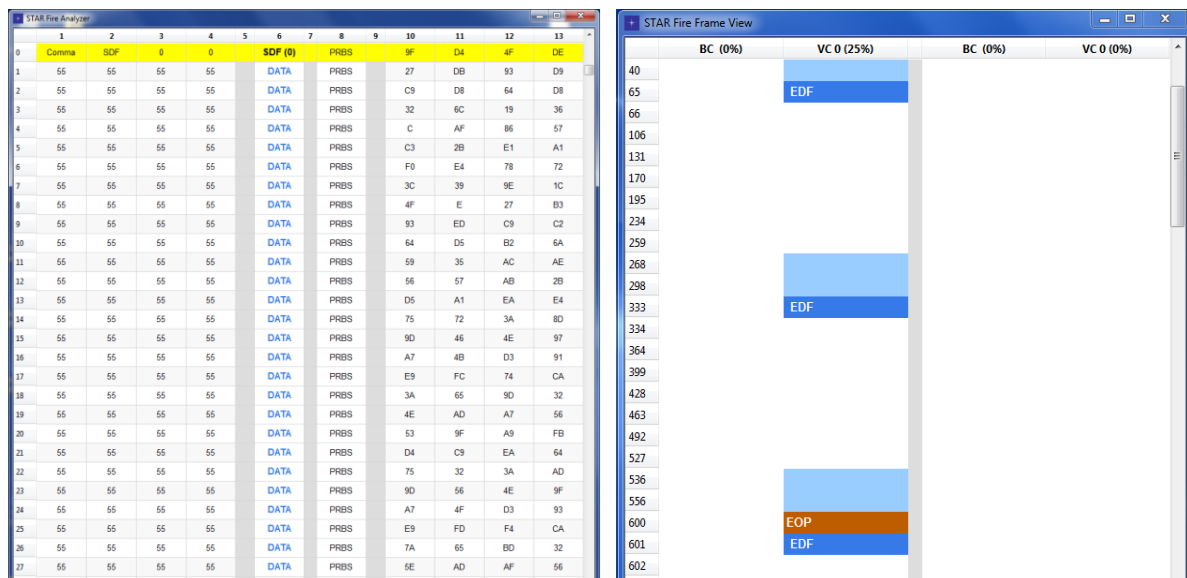 STAR Fire Analyzer
1 2 3 4 5 6 7 8 9 10 11 12 13
0 Comma SDF 0 0 SDF (0) PRBS 9F D4 4F DE
1 55 55 55 55 DATA PRBS 27 DB 93 D9
2 55 55 55 55 DATA PRBS C9 D8 64 D8
3 55 55 55 55 DATA PRBS 32 6C 19 36
4 55 55 55 55 DATA PRBS C AF 86 57
5 55 55 55 55 DATA PRBS C3 2B E1 A1
6 55 55 55 55 DATA PRBS F0 E4 78 72
7 55 55 55 55 DATA PRBS 3C 39 9E 1C
8 55 55 55 55 DATA PRBS 4F E 27 B3
9 55 55 55 55 DATA PRBS 93 ED C9 C2
10 55 55 55 55 DATA PRBS 64 D5 B2 6A
11 55 55 55 55 DATA PRBS 59 35 AC AE
12 55 55 55 55 DATA PRBS 56 57 AB 2B
13 55 55 55 55 DATA PRBS D5 A1 EA E4
14 55 55 55 55 DATA PRBS 75 72 3A 8D
15 55 55 55 55 DATA PRBS 9D 46 4E 97
16 55 55 55 55 DATA PRBS A7 4B D3 91
17 55 55 55 55 DATA PRBS E9 FC 74 CA
18 55 55 55 55 DATA PRBS 3A 65 9D 32
19 55 55 55 55 DATA PRBS 4E AD A7 56
20 55 55 55 55 DATA PRBS 53 9F A9 FB
21 55 55 55 55 DATA PRBS D4 C9 EA 64
22 55 55 55 55 DATA PRBS 75 32 3A AD
23 55 55 55 55 DATA PRBS 9D 56 4E 9F
24 55 55 55 55 DATA PRBS A7 4F D3 93
25 55 55 55 55 DATA PRBS E9 FD F4 CA
26 55 55 55 55 DATA PRBS 7A 65 BD 32
27 55 55 55 55 DATA PRBS 5E AD AF 56
STAR Fire Frame View
BC (0%) VC 0 (25%) BC (0%) VC 0 (0%)
40
65 EDF
66
106
131
170
195
234
259
268
298
333 EDF
334
364
399
428
463
492
527
536
556
600 EOP
601 EDF
602